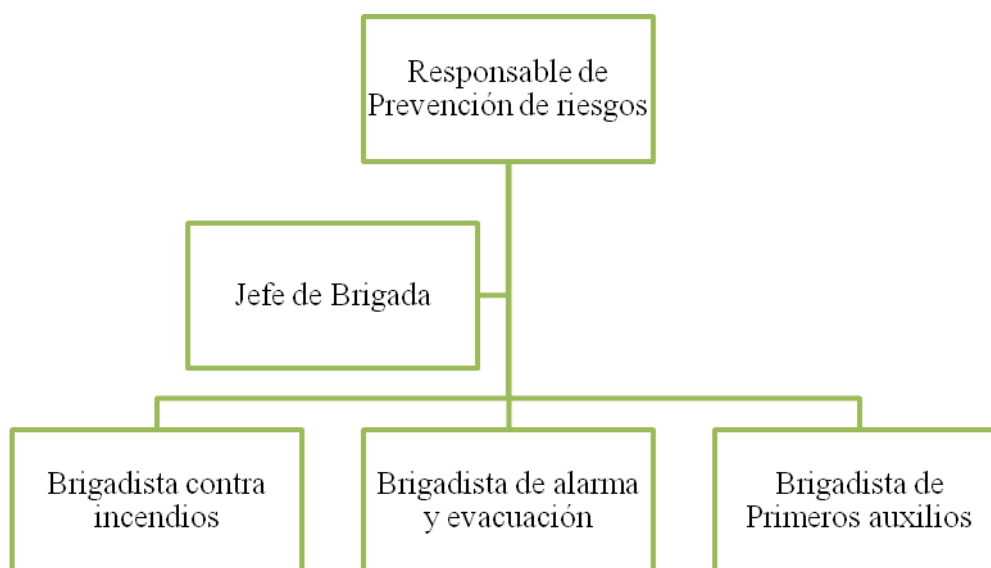 Responsable de
Prevención de riesgos
Jefe de Brigada
Brigadista contra
incendios
Brigadista de alarma
y evacuación
Brigadista de
Primeros auxilios